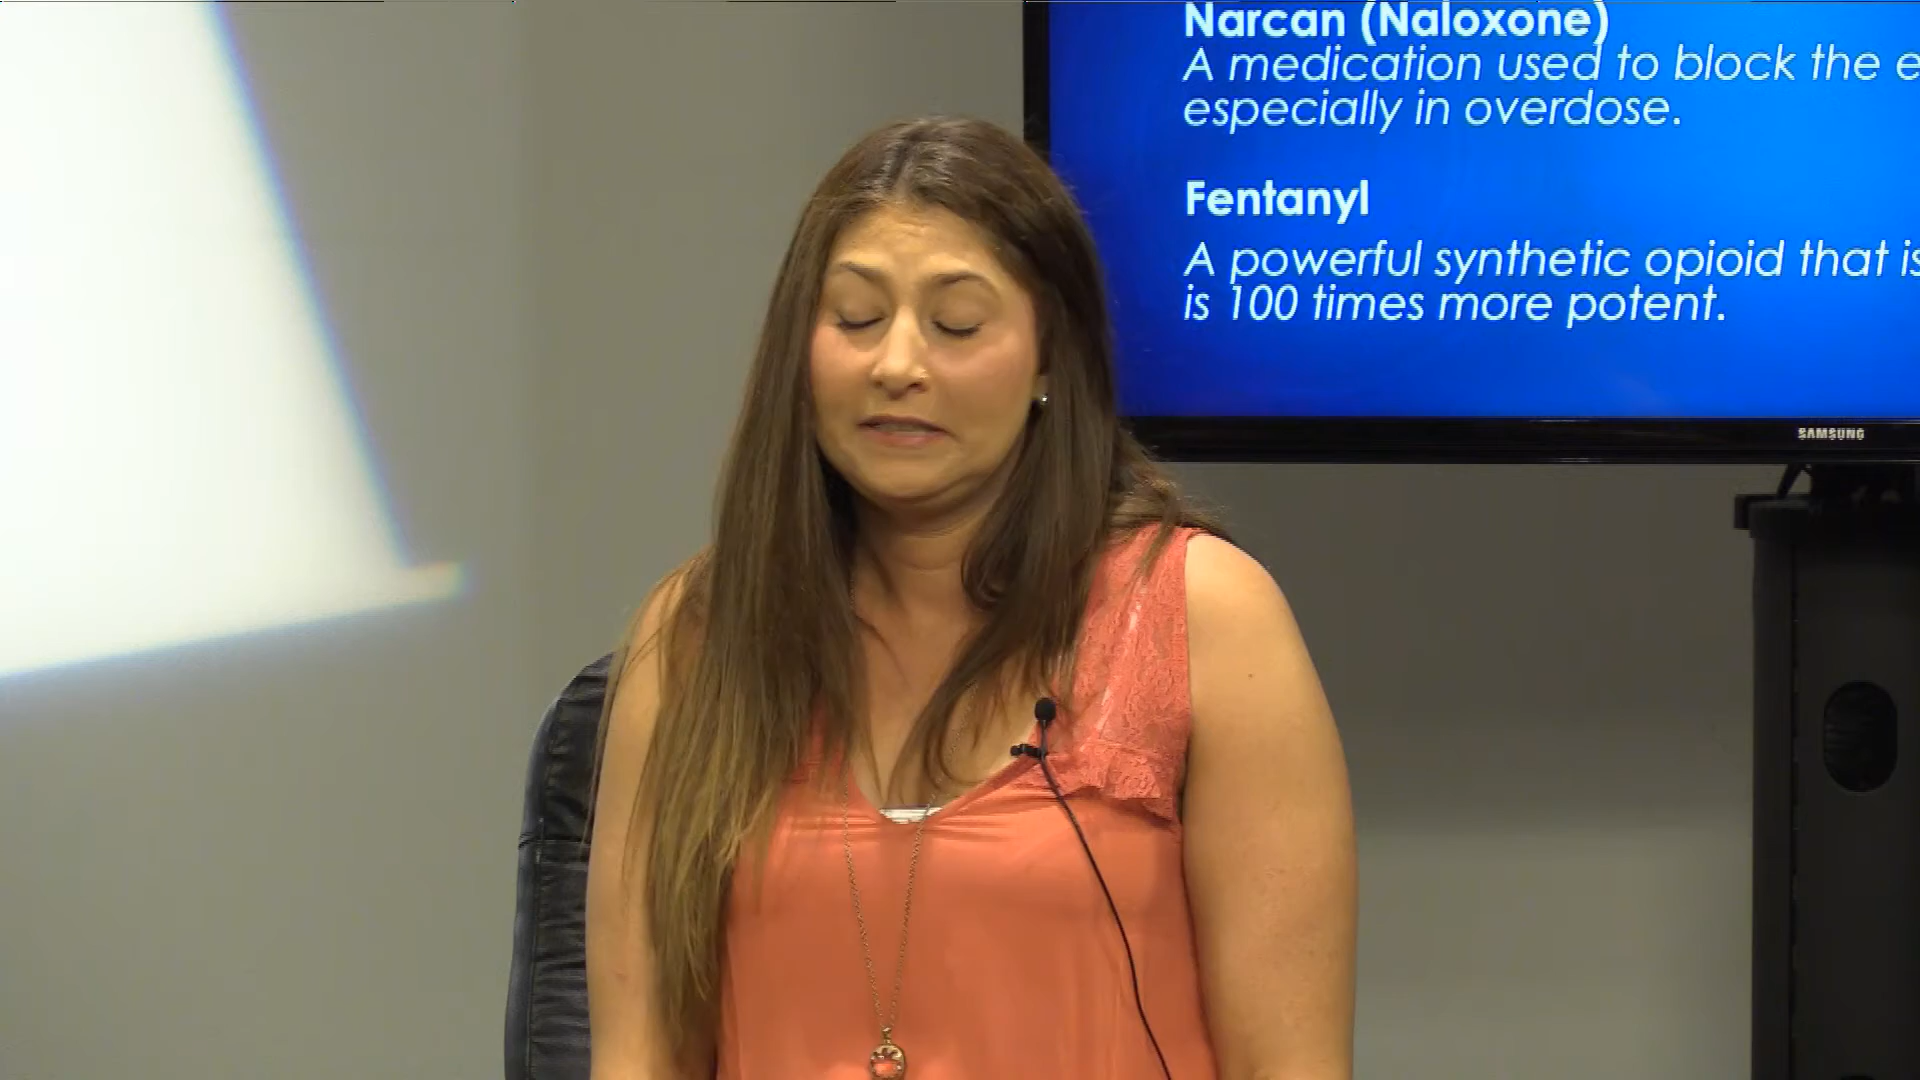 Narcan (Naloxone)
A medication used to block the e
especially in overdose.
Fentanyl
A powerful synthetic opioid that is
is 100 times more potent.
SAMSUNG